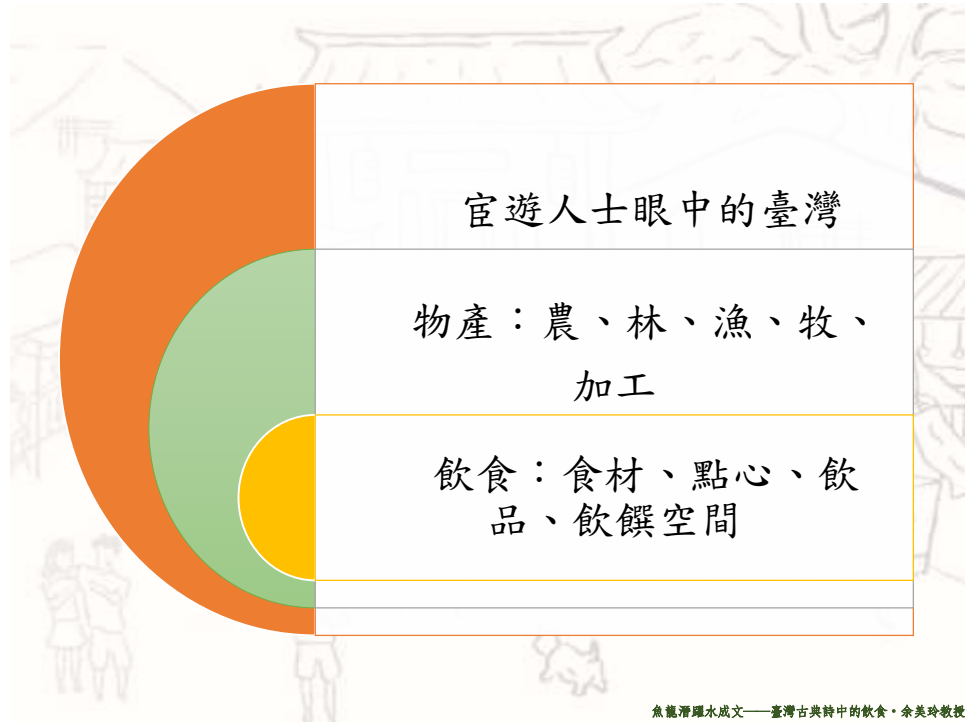 宦遊人士眼中的臺灣
物產：農、林、漁、牧、
加工
飲食：食材、點心、飲
品、飲饌空間
魚龍潛躍水成文——臺灣古典詩中的飲食・余美玲教授